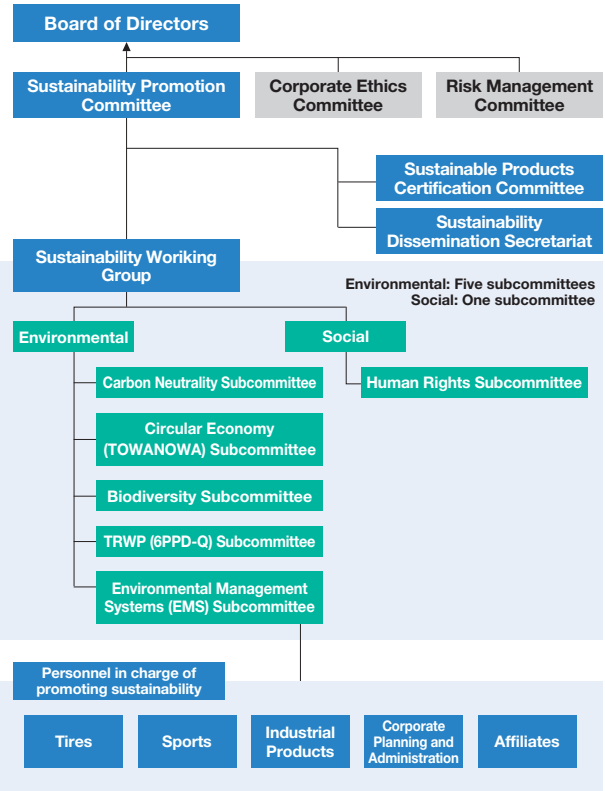 Board of Directors
Sustainability Promotion
Committee
Corporate Ethics
Committee
Risk Management
Committee
Sustainable Products
Certification Committee
Sustainability
Dissemination Secretariat
Sustainability Woriking
Group
Environmental: Five subcommittees
Social: One subcommittee
Environmental
Social
Carbon Neutrality Subcommittee
Human Rights Subcommittee
Circular Economy
(TOWANOWA) Subcommittee
Biodiversity Subcommittee
TRWP (6PPD-Q) Subcommittee
Environmental Management
Systems (EMS) Subcommittee
Personnel in charge of
promoting sustainability
Tires
Sports
Industrial
Products
Corporate
Planning and
Administration
Affiliates